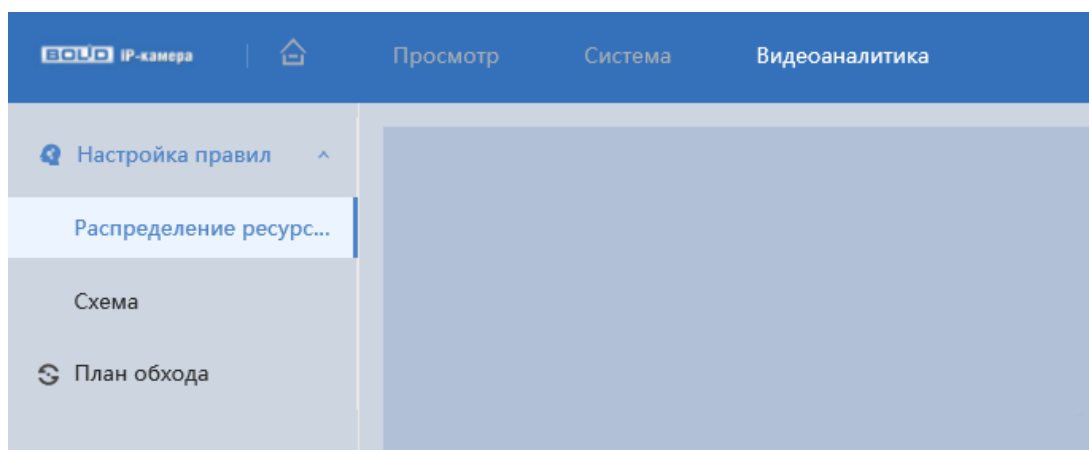 BOLID IP-камера
Просмотр
Система
Видеоаналитика
Настройка правил
Распределение ресурс...
Схема
План обхода